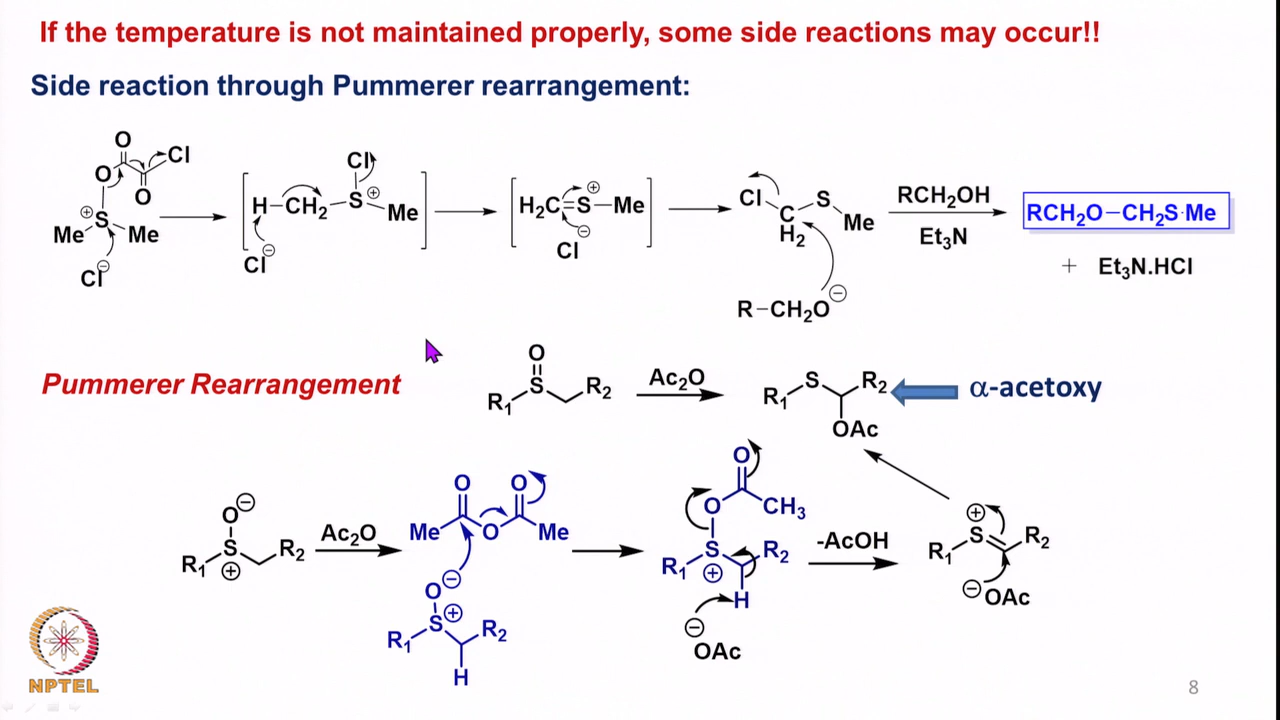 If the temperature is not maintained properly, some side reactions may occur!!
Side reaction through Pummerer rearrangement:
O
Cl
O
O
⊕
S
Me
Me
Cl⊖
Cl
H–CH₂–S⊕
Me
Cl⊖
H₂C=S–Me
⊕
⊖
Cl
Cl
S
C
H₂
Me
R–CH₂O⊖
RCH₂OH
Et₃N
RCH₂O–CH₂S·Me
+ Et₃N.HCl
Pummerer Rearrangement
O
S
R₁
R₂
Ac₂O
S
R₂
R₁
OAc
α-acetoxy
O⊖
S
⊕
R₁
R₂
Ac₂O
O
O
Me
O
Me
O⊖
S⊕
R₁
R₂
H
O
O
CH₃
S
R₁
⊕
R₂
H
⊖
OAc
-AcOH
⊕
S
R₁
R₂
⊖OAc
NPTEL
8